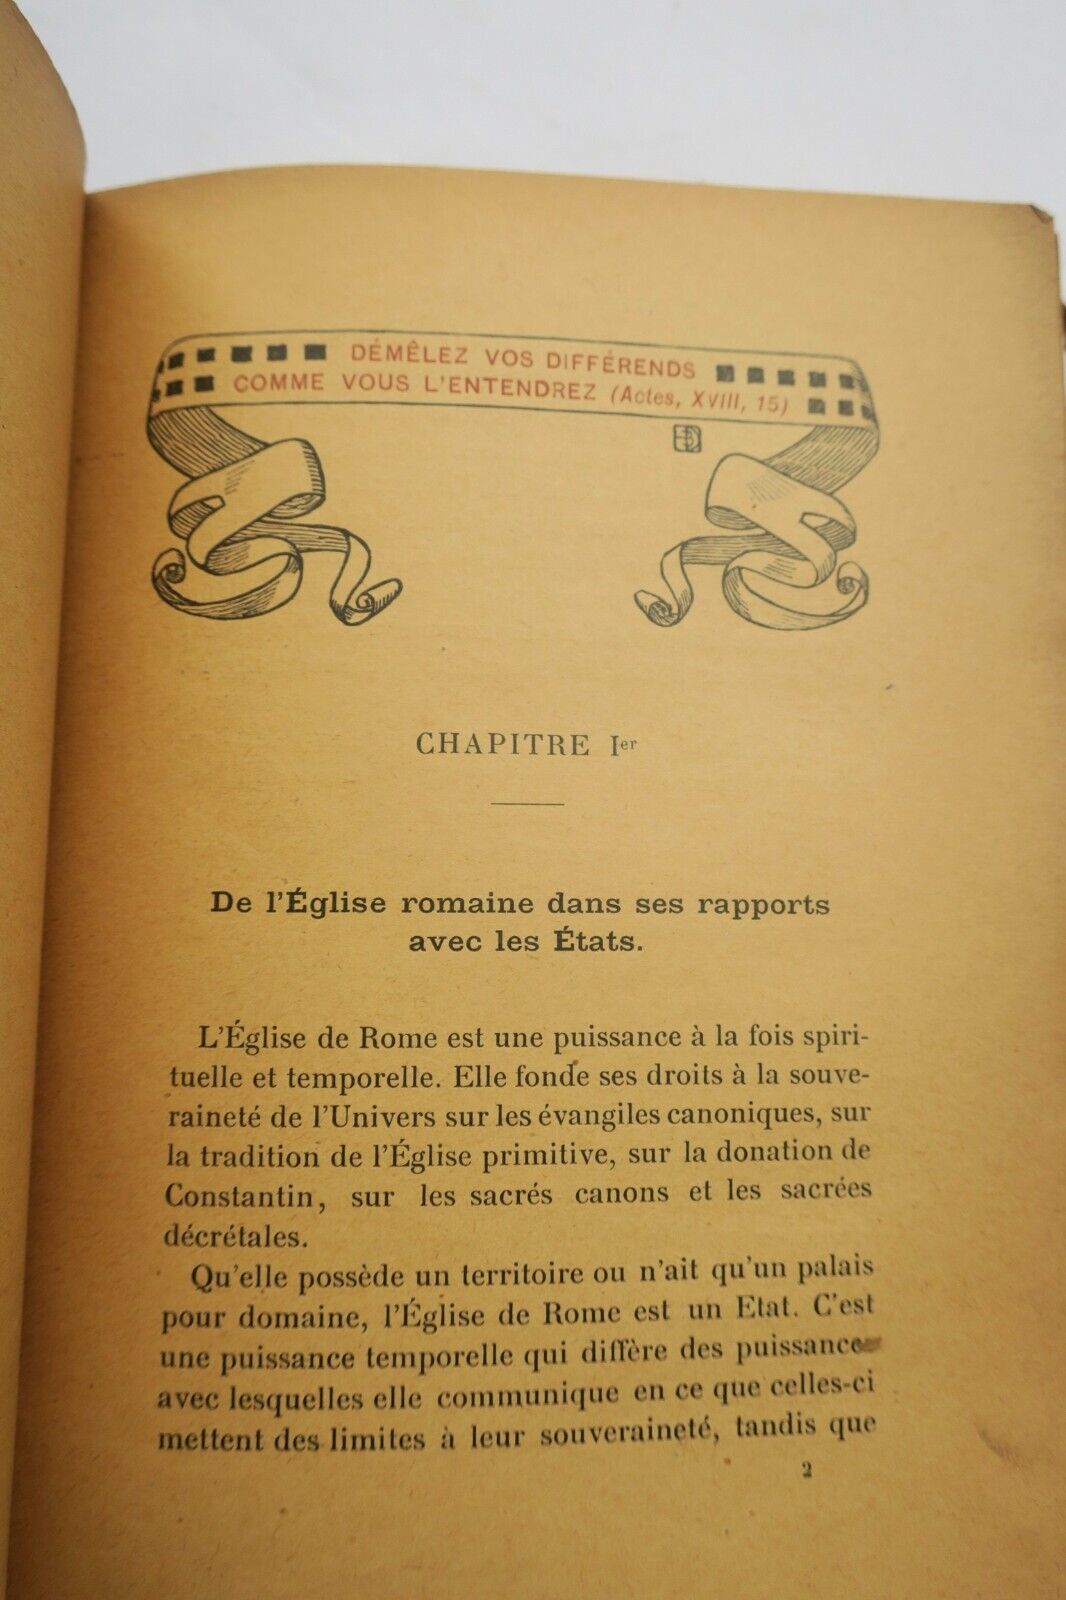 DÉMÊLEZ VOS DIFFÉRENDS
COMME VOUS L'ENTENDREZ (Actes, XVIII, 15)
CHAPITRE Ier
De l'Église romaine dans ses rapports
avec les États.
L'Église de Rome est une puissance à la fois spiri-
tuelle et temporelle. Elle fonde ses droits à la souve-
raineté de l'Univers sur les évangiles canoniques, sur
la tradition de l'Église primitive, sur la donation de
Constantin, sur les sacrés canons et les sacrées
décrétales.
Qu'elle possède un territoire ou n'ait qu'un palais
pour domaine, l'Église de Rome est un Etat. C'est
une puissance temporelle qui diffère des puissances
avec lesquelles elle communique en ce que celles-ci
mettent des limites à leur souveraineté, tandis que
2